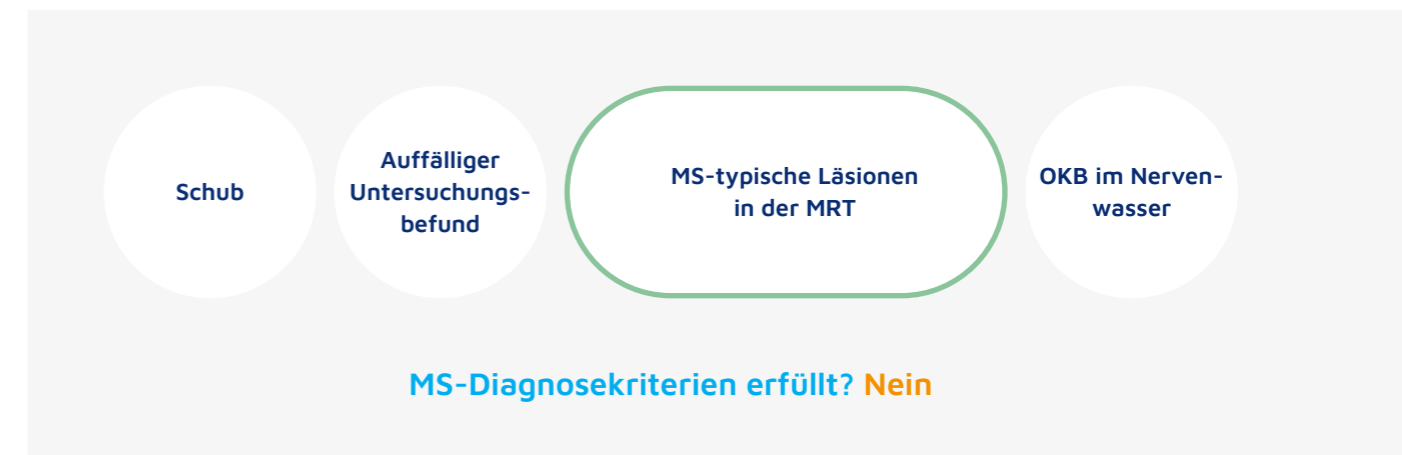 Schub
Auffälliger
Untersuchungs-
befund
MS-typische Läsionen
in der MRT
OKB im Nerven-
wasser
MS-Diagnosekriterien erfüllt? Nein